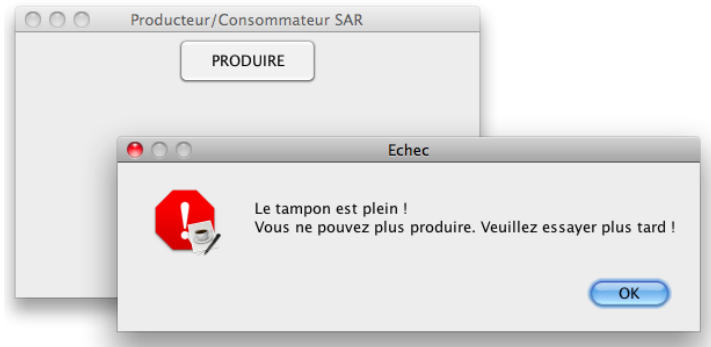 Producteur/Consommateur SAR
PRODUIRE
Echec
Le tampon est plein !
Vous ne pouvez plus produire. Veuillez essayer plus tard !
OK